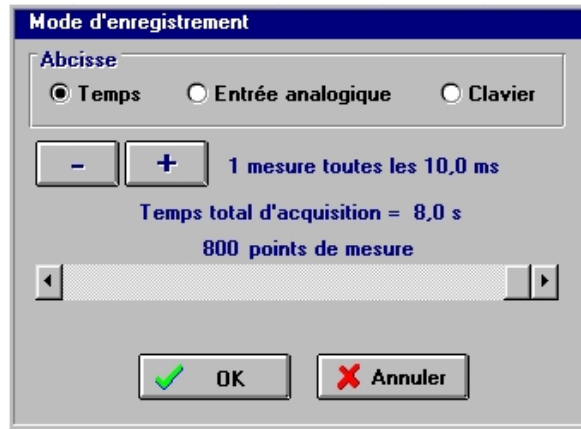 Mode d'enregistrement
Abcisse
Temps Entrée analogique Clavier
- + 1 mesure toutes les 10,0 ms
Temps total d'acquisition = 8,0 s
800 points de mesure
OK Annuler